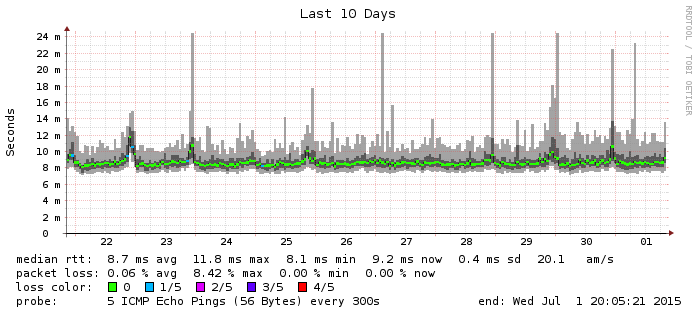 Last 10 Days
RRDTOOL / TOBI OETIKER
Seconds
24 m
22 m
20 m
18 m
16 m
14 m
12 m
10 m
8 m
6 m
4 m
2 m
0
22 23 24 25 26 27 28 29 30 01
median rtt: 8.7 ms avg 11.8 ms max 8.1 ms min 9.2 ms now 0.4 ms sd 20.1 am/s
packet loss: 0.06 % avg 8.42 % max 0.00 % min 0.00 % now
loss color: 0 1/5 2/5 3/5 4/5
probe: 5 ICMP Echo Pings (56 Bytes) every 300s end: Wed Jul 1 20:05:21 2015